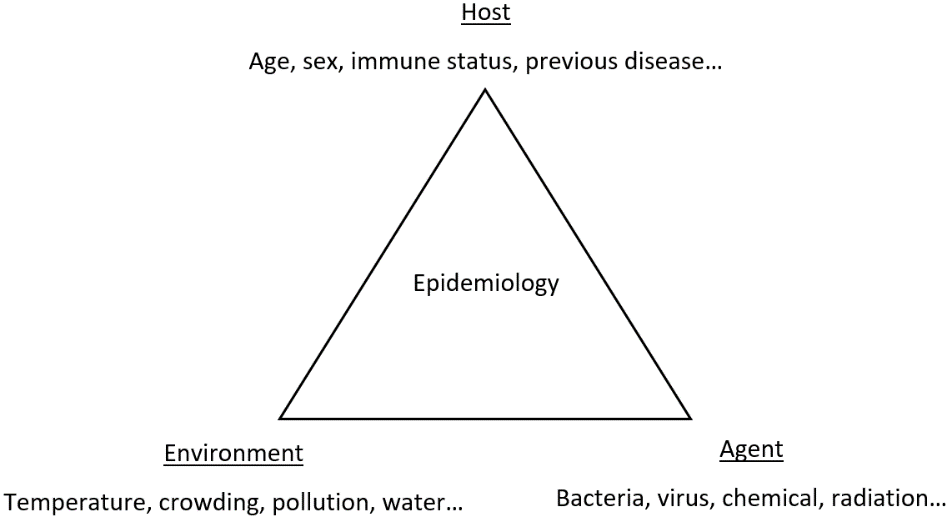 Host
Age, sex, immune status, previous disease...
Epidemiology
Environment
Agent
Temperature, crowding, pollution, water...
Bacteria, virus, chemical, radiation...